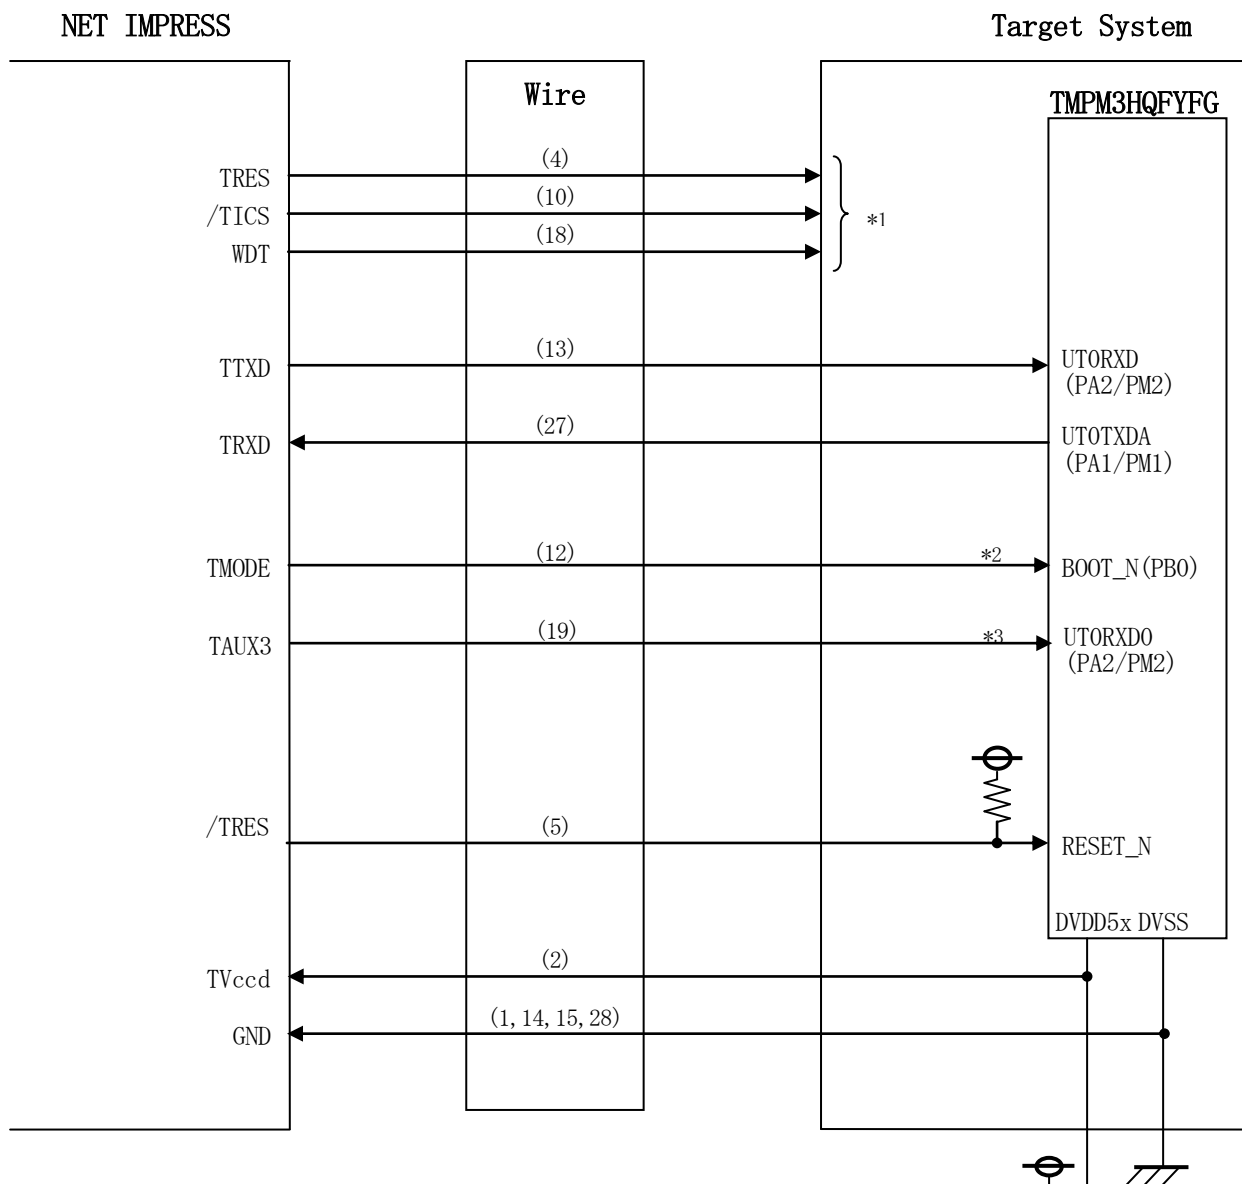 NET IMPRESS
Target System
Wire
TMPM3HQFYFG
TRES
(4)
/TICS
(10)
*1
WDT
(18)
TTXD
(13)
UT0RXD
(PA2/PM2)
TRXD
(27)
UT0TXDA
(PA1/PM1)
TMODE
(12)
*2
BOOT_N(PB0)
TAUX3
(19)
*3
UT0RXD0
(PA2/PM2)
/TRES
(5)
RESET_N
DVDD5x DVSS
TVccd
(2)
GND
(1,14,15,28)